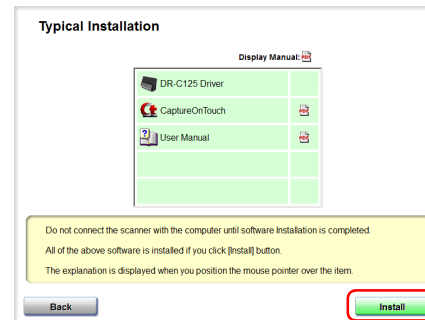 Typical Installation
Display Manual:
DR-C125 Driver
CaptureOnTouch
User Manual
Do not connect the scanner with the computer until software Installation is completed.
All of the above software is installed if you click [Install] button.
The explanation is displayed when you position the mouse pointer over the item.
Back
Install